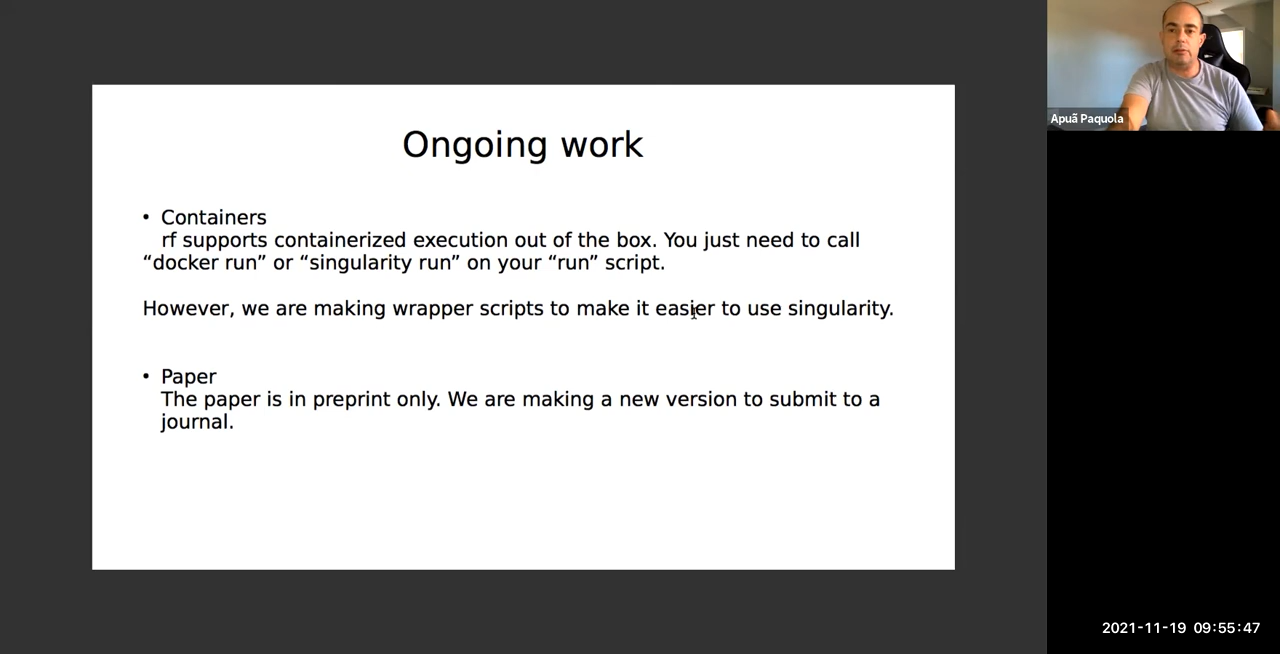 Ongoing work
• Containers
rf supports containerized execution out of the box. You just need to call
“docker run” or “singularity run” on your “run” script.
However, we are making wrapper scripts to make it easier to use singularity.
• Paper
The paper is in preprint only. We are making a new version to submit to a
journal.
Apuã Paquola
2021-11-19 09:55:47